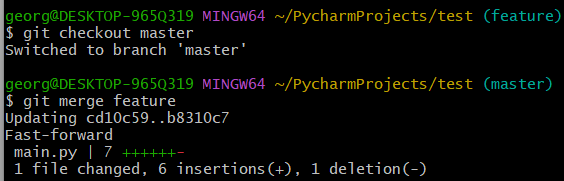 georg@DESKTOP-965Q319 MINGW64 ~/PycharmProjects/test (feature)
$ git checkout master
Switched to branch 'master'
georg@DESKTOP-965Q319 MINGW64 ~/PycharmProjects/test (master)
$ git merge feature
Updating cd10c59..b8310c7
Fast-forward
 main.py | 7 ++++++-
 1 file changed, 6 insertions(+), 1 deletion(-)